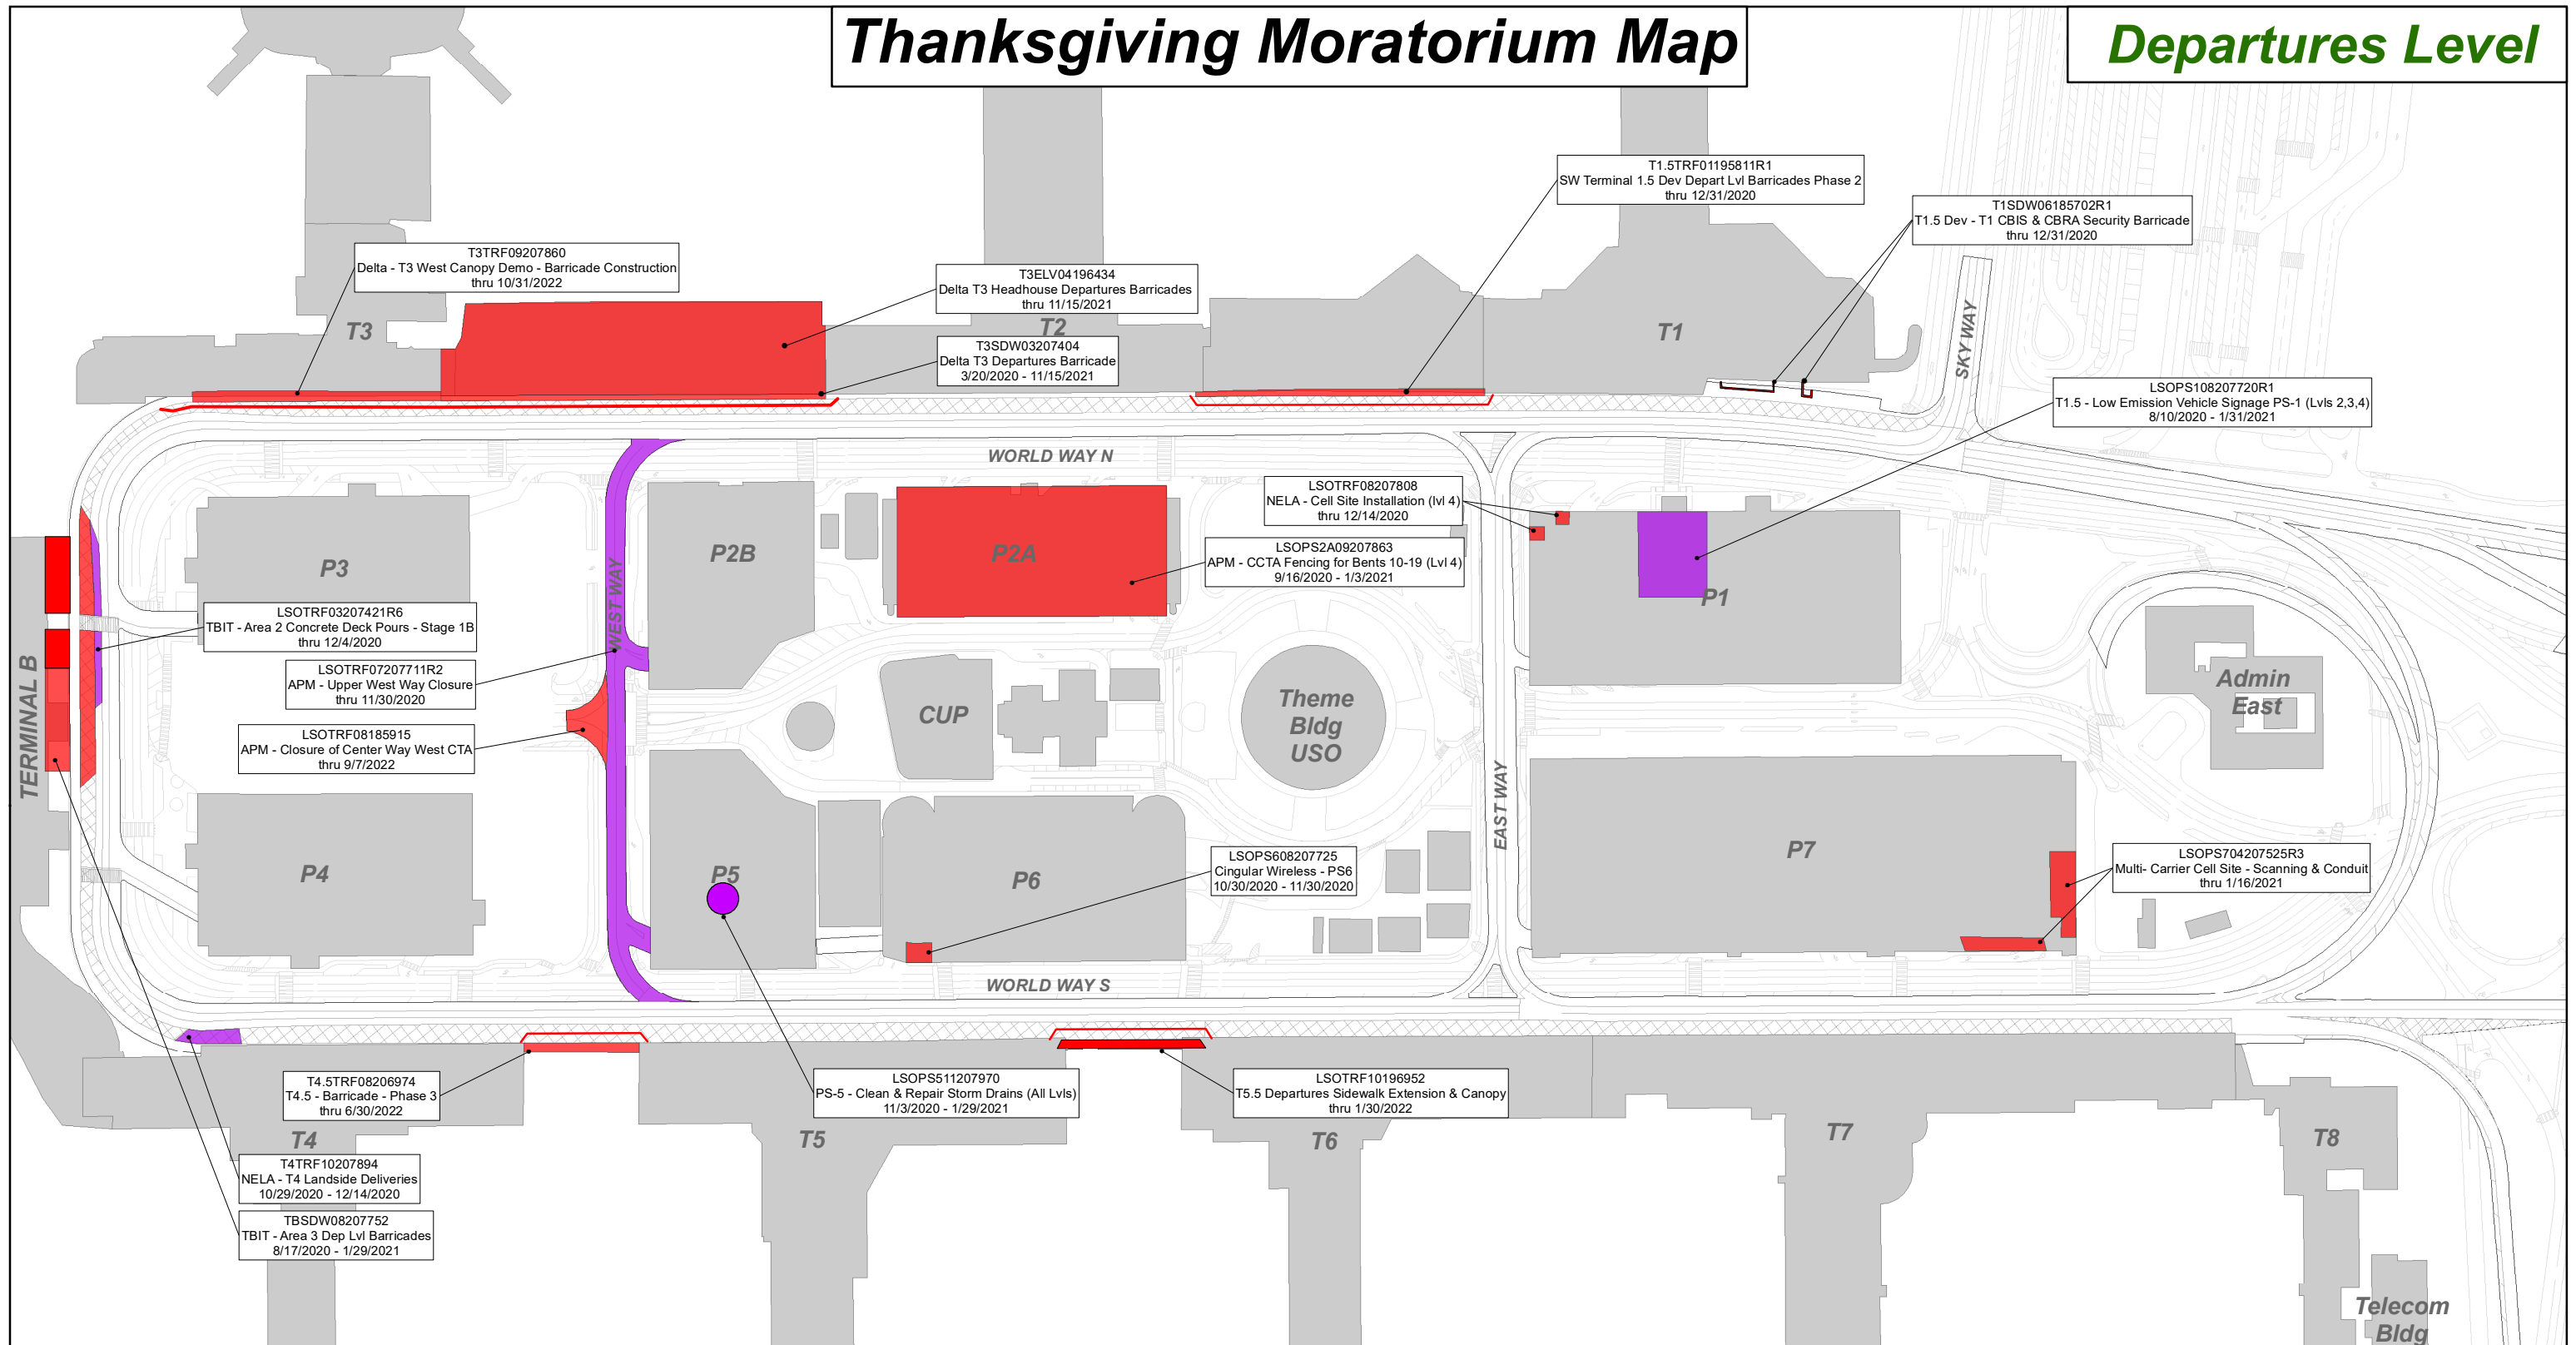 Thanksgiving Moratorium Map
Departures Level
T1.5TRF01195811R1
SW Terminal 1.5 Dev Depart Lvl Barricades Phase 2
thru 12/31/2020
T1SDW06185702R1
T1.5 Dev - T1 CBIS & CBRA Security Barricade
thru 12/31/2020
T3TRF09207860
Delta - T3 West Canopy Demo - Barricade Construction
thru 10/31/2022
T3ELV04196434
Delta T3 Headhouse Departures Barricades
thru 11/15/2021
T3
T2
T1
SKY WAY
T3SDW03207404
Delta T3 Departures Barricade
3/20/2020 - 11/15/2021
LSOPS108207720R1
T1.5 - Low Emission Vehicle Signage PS-1 (Lvls 2,3,4)
8/10/2020 - 1/31/2021
WORLD WAY N
LSOTRF08207808
NELA - Cell Site Installation (lvl 4)
thru 12/14/2020
P3
P2B
P2A
LSOPS2A09207863
APM - CCTA Fencing for Bents 10-19 (Lvl 4)
9/16/2020 - 1/3/2021
P1
WEST WAY
LSOTRF03207421R6
TBIT - Area 2 Concrete Deck Pours - Stage 1B
thru 12/4/2020
LSOTRF07207711R2
APM - Upper West Way Closure
thru 11/30/2020
TERMINAL B
LSOTRF08185915
APM - Closure of Center Way West CTA
thru 9/7/2022
CUP
Theme
Bldg
USO
Admin
East
EAST WAY
P4
P5
P6
P7
LSOPS608207725
Cingular Wireless - PS6
10/30/2020 - 11/30/2020
LSOPS704207525R3
Multi- Carrier Cell Site - Scanning & Conduit
thru 1/16/2021
WORLD WAY S
T4.5TRF08206974
T4.5 - Barricade - Phase 3
thru 6/30/2022
LSOPS511207970
PS-5 - Clean & Repair Storm Drains (All Lvls)
11/3/2020 - 1/29/2021
LSOTRF10196952
T5.5 Departures Sidewalk Extension & Canopy
thru 1/30/2022
T4
T5
T6
T7
T8
T4TRF10207894
NELA - T4 Landside Deliveries
10/29/2020 - 12/14/2020
TBSDW08207752
TBIT - Area 3 Dep Lvl Barricades
8/17/2020 - 1/29/2021
Telecom
Bldg